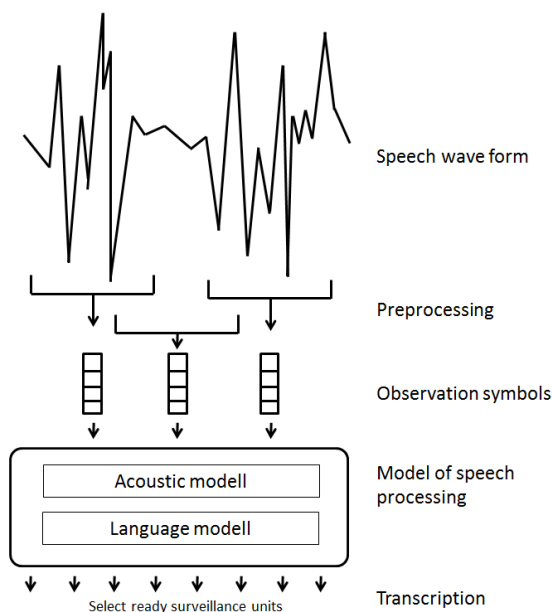 Speech wave form
Preprocessing
Observation symbols
Model of speech
processing
Acoustic modell
Language modell
Transcription
Select ready surveillance units